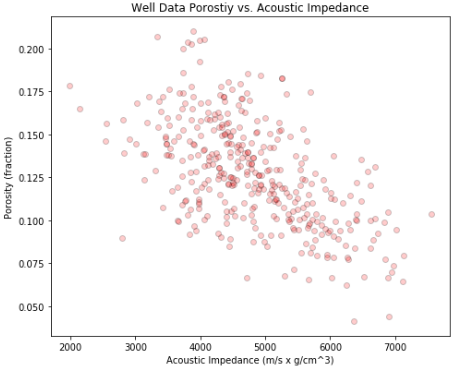 Well Data Porostiy vs. Acoustic Impedance
Porosity (fraction)
0.200
0.175
0.150
0.125
0.100
0.075
0.050
2000 3000 4000 5000 6000 7000
Acoustic Impedance (m/s x g/cm^3)